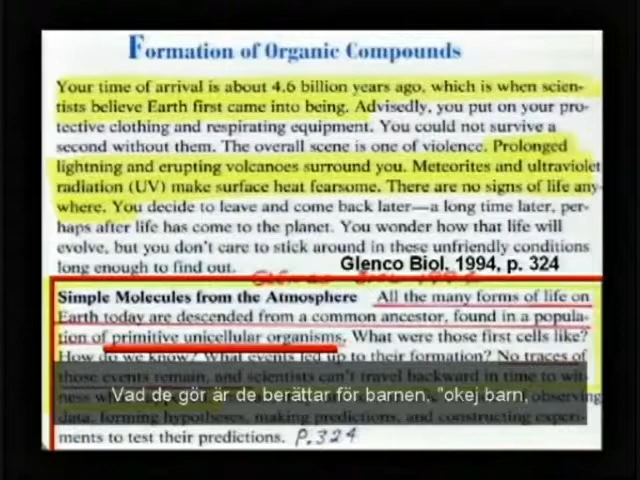 Formation of Organic Compounds
Your time of arrival is about 4.6 billion years ago, which is when scien-
tists believe Earth first came into being. Advisedly, you put on your pro-
tective clothing and respirating equipment. You could not survive a
second without them. The overall scene is one of violence. Prolonged
lightning and erupting volcanoes surround you. Meteorites and ultraviolet
radiation (UV) make surface heat fearsome. There are no signs of life any-
where. You decide to leave and come back later—a long time later, per-
haps after life has come to the planet. You wonder how that life will
evolve, but you don't care to stick around in these unfriendly conditions
long enough to find out.
Glenco Biol. 1994, p. 324
Simple Molecules from the Atmosphere All the many forms of life on
Earth today are descended from a common ancestor, found in a popula-
tion of primitive unicellular organisms. What were those first cells like?
How do we know? What events led up to their formation? No traces of
those events remain, and scientists can't travel backward in time to wit-
ness
observing
Vad de gör är de berättar för barnen. "okej barn,
data, forming hypotheses, making predictions, and constructing experi-
ments to test their predictions. P.324